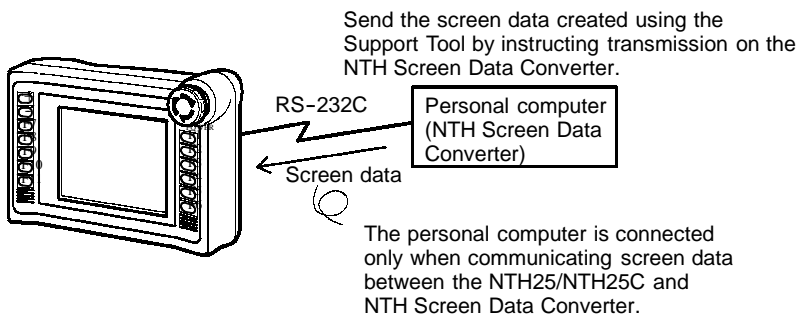 Send the screen data created using the
Support Tool by instructing transmission on the
NTH Screen Data Converter.
RS-232C
Personal computer
(NTH Screen Data
Converter)
Screen data
The personal computer is connected
only when communicating screen data
between the NTH25/NTH25C and
NTH Screen Data Converter.